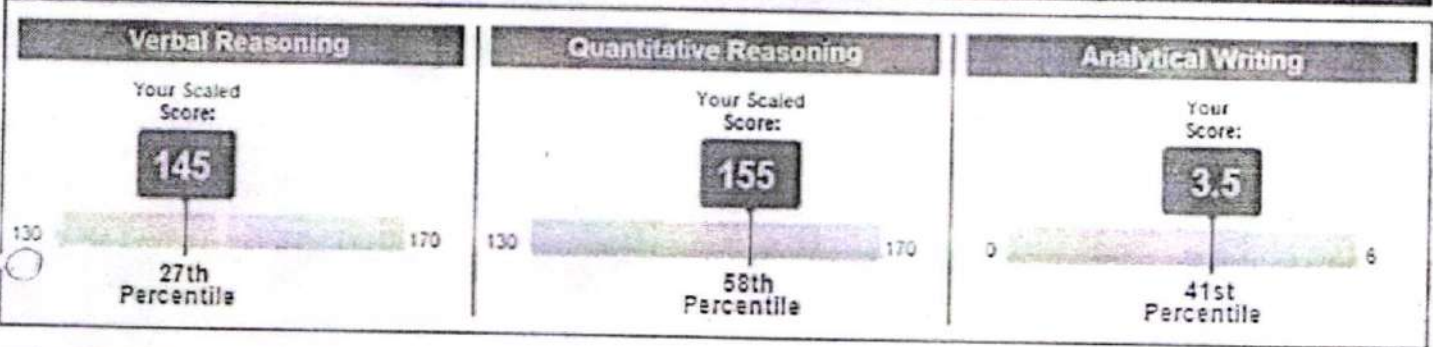 Verbal Reasoning
Your Scaled
Score:
145
130
170
27th
Percentile
Quantitative Reasoning
Your Scaled
Score:
155
130
170
58th
Percentile
Analytical Writing
Your
Score:
3.5
0
6
41st
Percentile